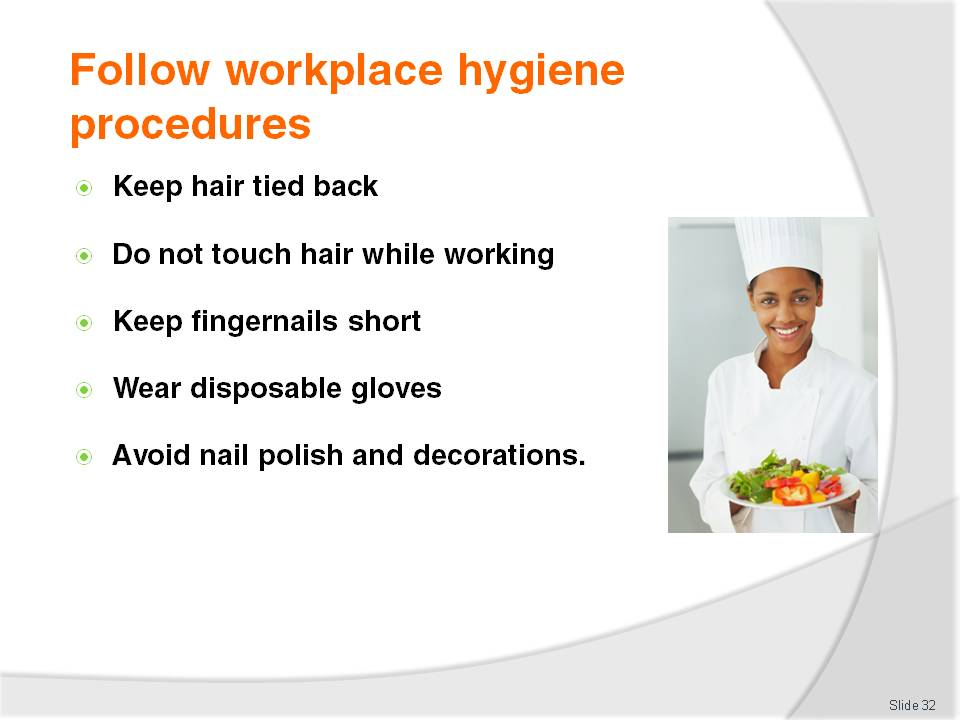 Follow workplace hygiene
procedures
Keep hair tied back
Do not touch hair while working
Keep fingernails short
Wear disposable gloves
Avoid nail polish and decorations.
Slide 32